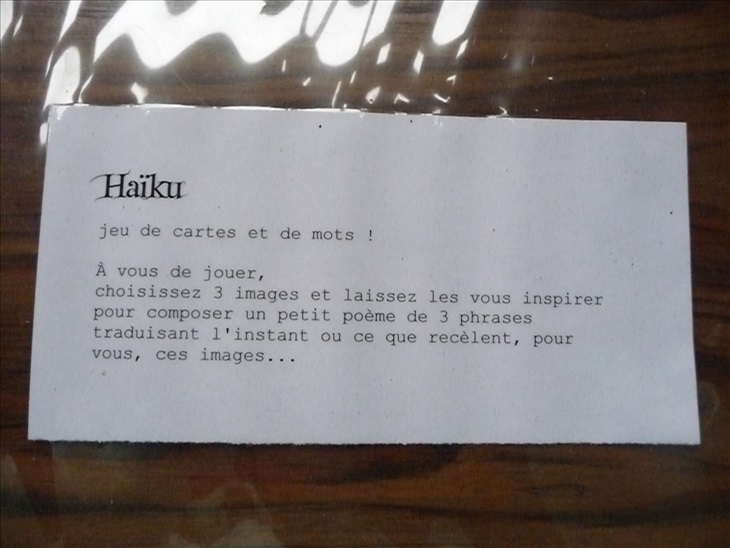 Haïku
jeu de cartes et de mots !
À vous de jouer,
choisissez 3 images et laissez les vous inspirer
pour composer un petit poème de 3 phrases
traduisant l'instant ou ce que recèlent, pour
vous, ces images...